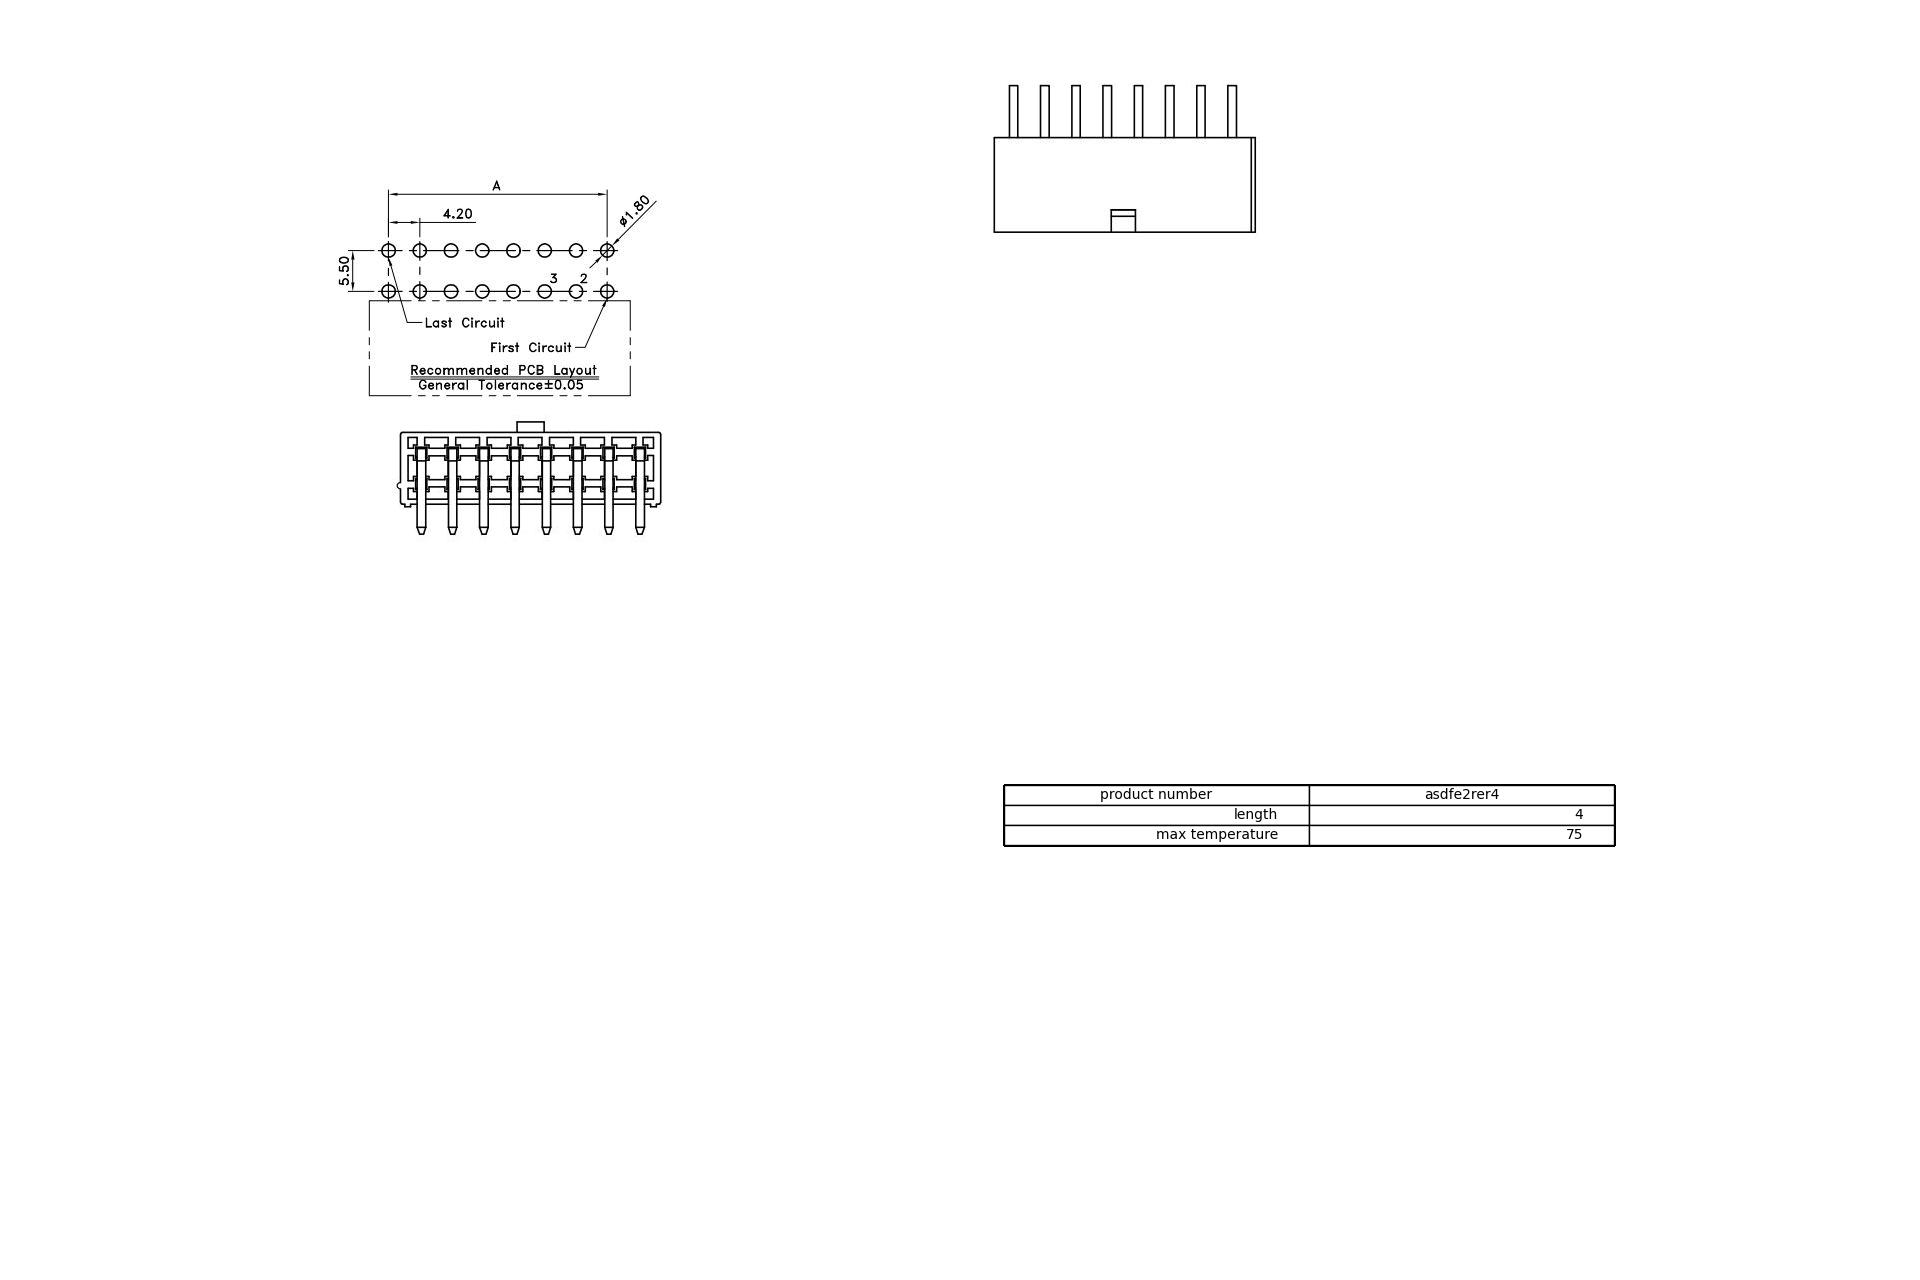 A
4.20
ø1.80
5.50
3 2
Last Circuit
First Circuit
Recommended PCB Layout
General Tolerance±0.05
product number asdfe2rer4
length 4
max temperature 75